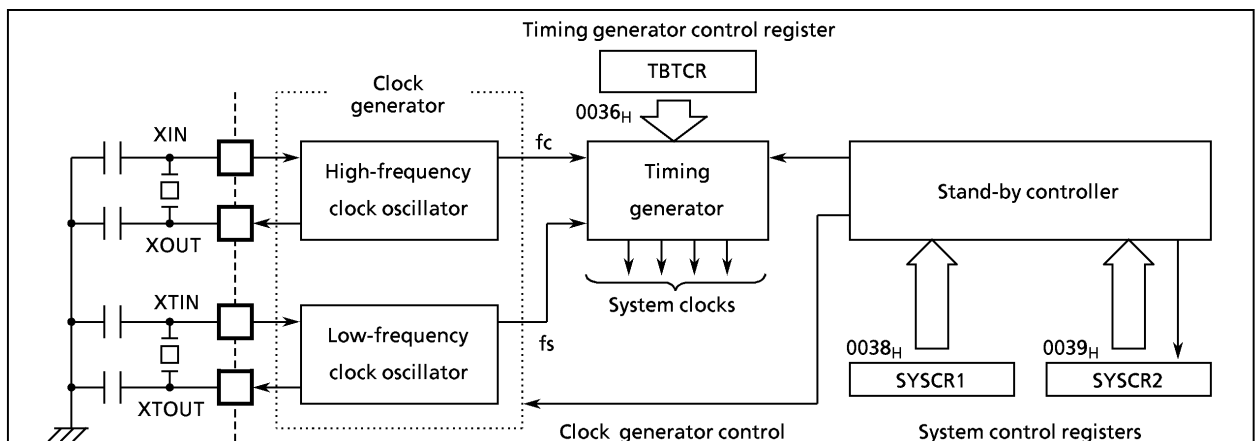 Timing generator control register
TBTCR
0036H
Clock
generator
XIN
XOUT
XTIN
XTOUT
High-frequency
clock oscillator
fc
Low-frequency
clock oscillator
fs
Timing
generator
System clocks
Stand-by controller
0038H
SYSCR1
0039H
SYSCR2
Clock generator control
System control registers